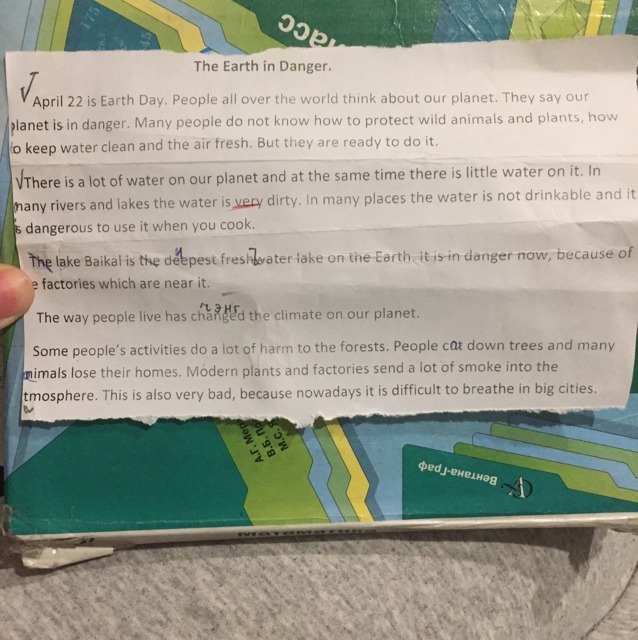 175
45
ласс
The Earth in Danger.
April 22 is Earth Day. People all over the world think about our planet. They say our
planet is in danger. Many people do not know how to protect wild animals and plants, how
o keep water clean and the air fresh. But they are ready to do it.
There is a lot of water on our planet and at the same time there is little water on it. In
many rivers and lakes the water is very dirty. In many places the water is not drinkable and it
s dangerous to use it when you cook.
The lake Baikal is the deepest freshwater lake on the Earth. It is in danger now, because of
e factories which are near it.
The way people live has changed the climate on our planet.
Some people's activities do a lot of harm to the forests. People cat down trees and many
nimals lose their homes. Modern plants and factories send a lot of smoke into the
tmosphere. This is also very bad, because nowadays it is difficult to breathe in big cities.
А.Г. Мер
В.Б. По
М.С.
Вентана-Граф
МАТЕМАТИКА